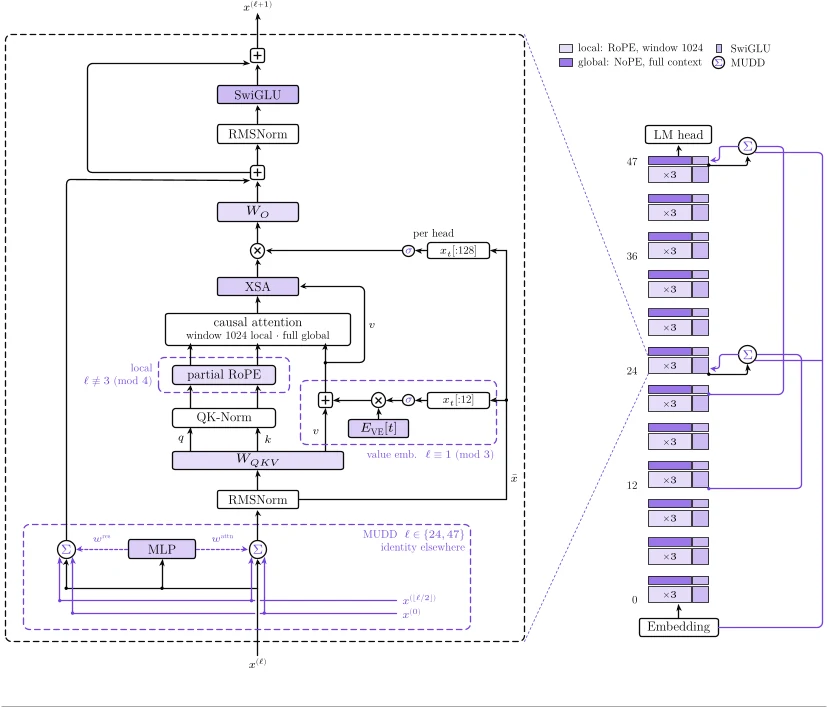 x^(ℓ+1)
+
SwiGLU
RMSNorm
+
W_O
per head
×
σ
x_t[:128]
XSA
causal attention
window 1024 local · full global
v
local
ℓ ≢ 3 (mod 4)
partial RoPE
QK-Norm
+
×
σ
x_t[:12]
E_VE[t]
q
k
v
value emb. ℓ ≡ 1 (mod 3)
W_QKV
x̄
RMSNorm
MUDD ℓ ∈ {24, 47}
identity elsewhere
Σ
w^res
MLP
w^attn
Σ
x^(⌊ℓ/2⌋)
x^(0)
x^(ℓ)
local: RoPE, window 1024
SwiGLU
global: NoPE, full context
Σ
MUDD
LM head
Σ
47
×3
×3
36
×3
×3
×3
Σ
24
×3
×3
×3
12
×3
×3
×3
0
×3
Embedding